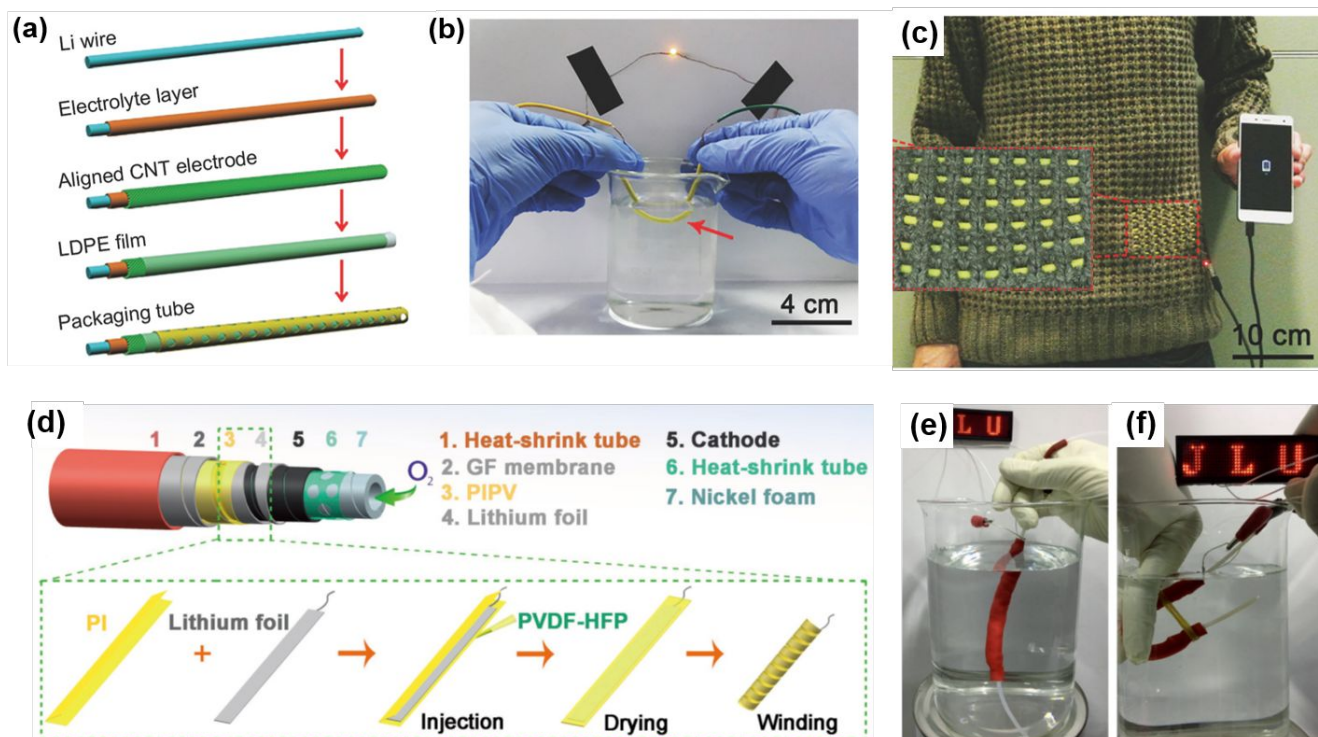 (a)
Li wire
Electrolyte layer
Aligned CNT electrode
LDPE film
Packaging tube
(b)
4 cm
(c)
10 cm
(d)
1 2 3 4 5 6 7
O2
1. Heat-shrink tube
2. GF membrane
3. PIPV
4. Lithium foil
5. Cathode
6. Heat-shrink tube
7. Nickel foam
PI
+
Lithium foil
PVDF-HFP
Injection
Drying
Winding
(e)
L U
(f)
J L U